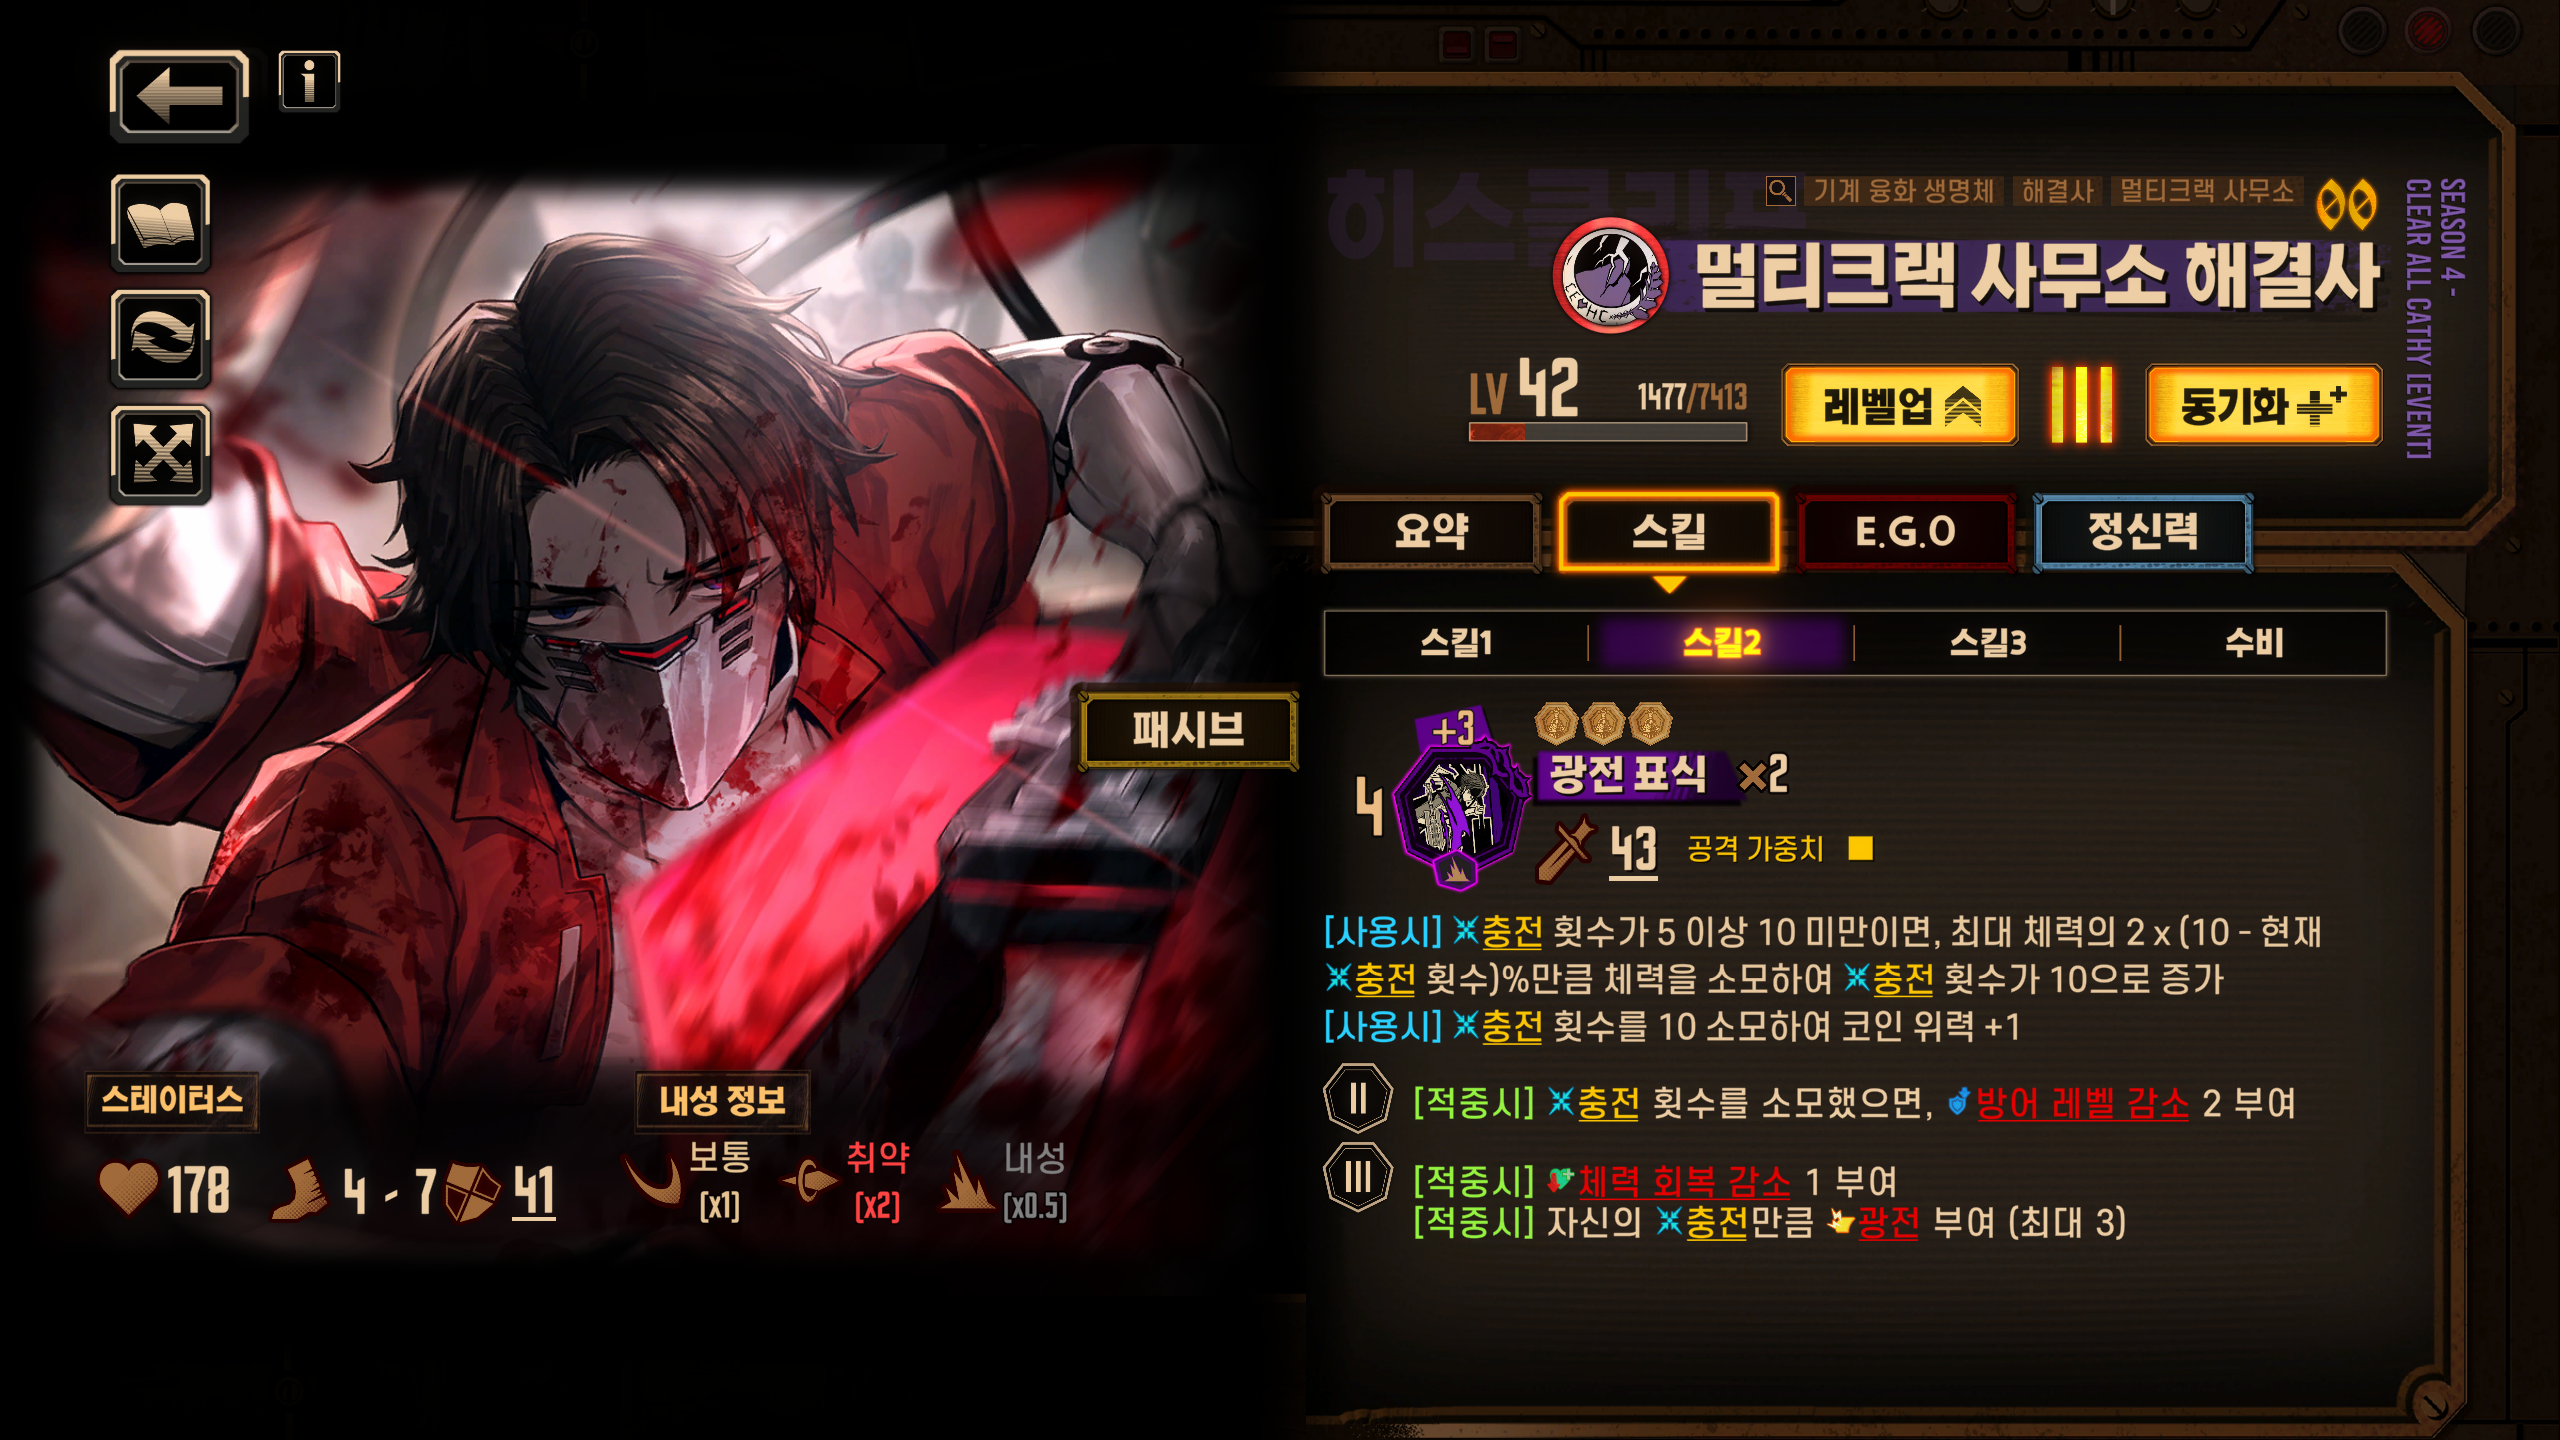 기계 융화 생명체 해결사 멀티크랙 사무소
히스클리프
멀티크랙 사무소 해결사
SEASON 4 -
CLEAR ALL CATHY [EVENT]
LV 42 1477/7413
레벨업
동기화
요약
스킬
E.G.O
정신력
스킬1
스킬2
스킬3
수비
패시브
+3
4
광전 표식 ×2
43 공격 가중치
[사용시] 충전 횟수가 5 이상 10 미만이면, 최대 체력의 2 x (10 - 현재
충전 횟수)%만큼 체력을 소모하여 충전 횟수가 10으로 증가
[사용시] 충전 횟수를 10 소모하여 코인 위력 +1
II [적중시] 충전 횟수를 소모했으면, 방어 레벨 감소 2 부여
III [적중시] 체력 회복 감소 1 부여
[적중시] 자신의 충전만큼 광전 부여 (최대 3)
스테이터스
178 4 - 7 41
내성 정보
보통 취약 내성
[x1] [x2] [x0.5]